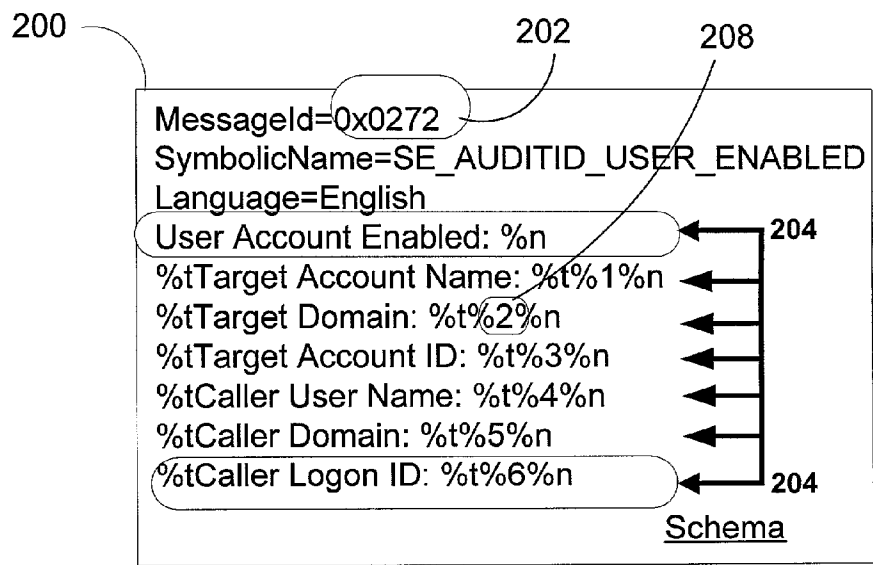 200
202
208
MessageId=0x0272
SymbolicName=SE_AUDITID_USER_ENABLED
Language=English
User Account Enabled: %n
204
%tTarget Account Name: %t%1%n
%tTarget Domain: %t%2%n
%tTarget Account ID: %t%3%n
%tCaller User Name: %t%4%n
%tCaller Domain: %t%5%n
%tCaller Logon ID: %t%6%n
204
Schema